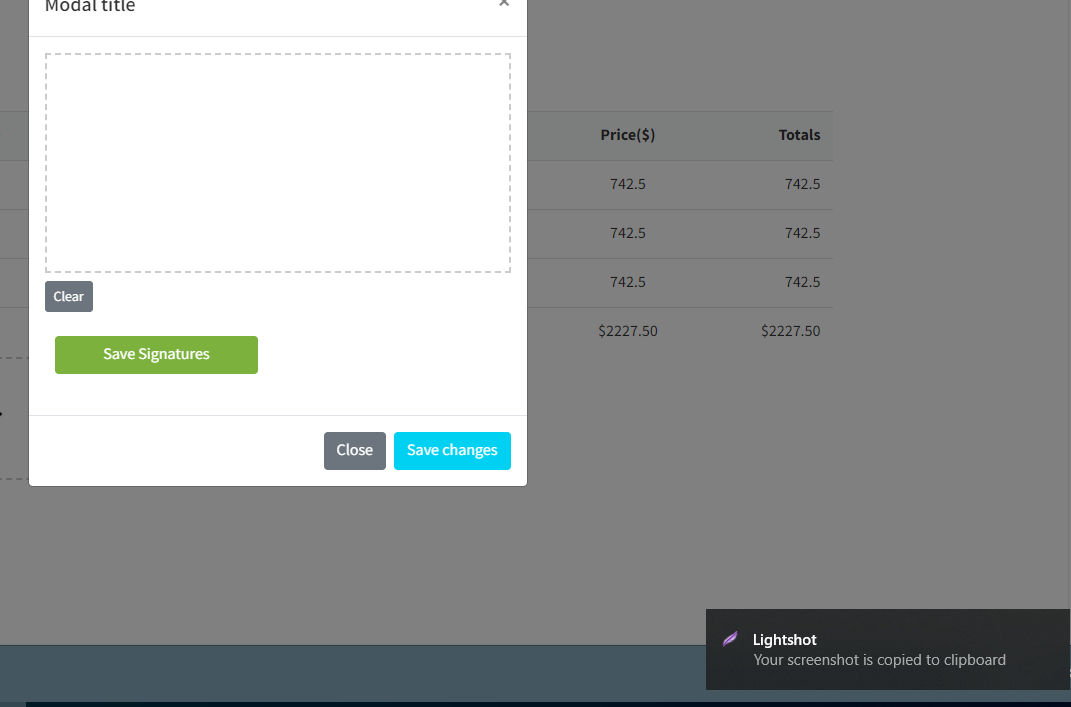 Modal title
×
Price($) Totals
742.5 742.5
742.5 742.5
742.5 742.5
Clear
$2227.50 $2227.50
Save Signatures
Close Save changes
Lightshot
Your screenshot is copied to clipboard